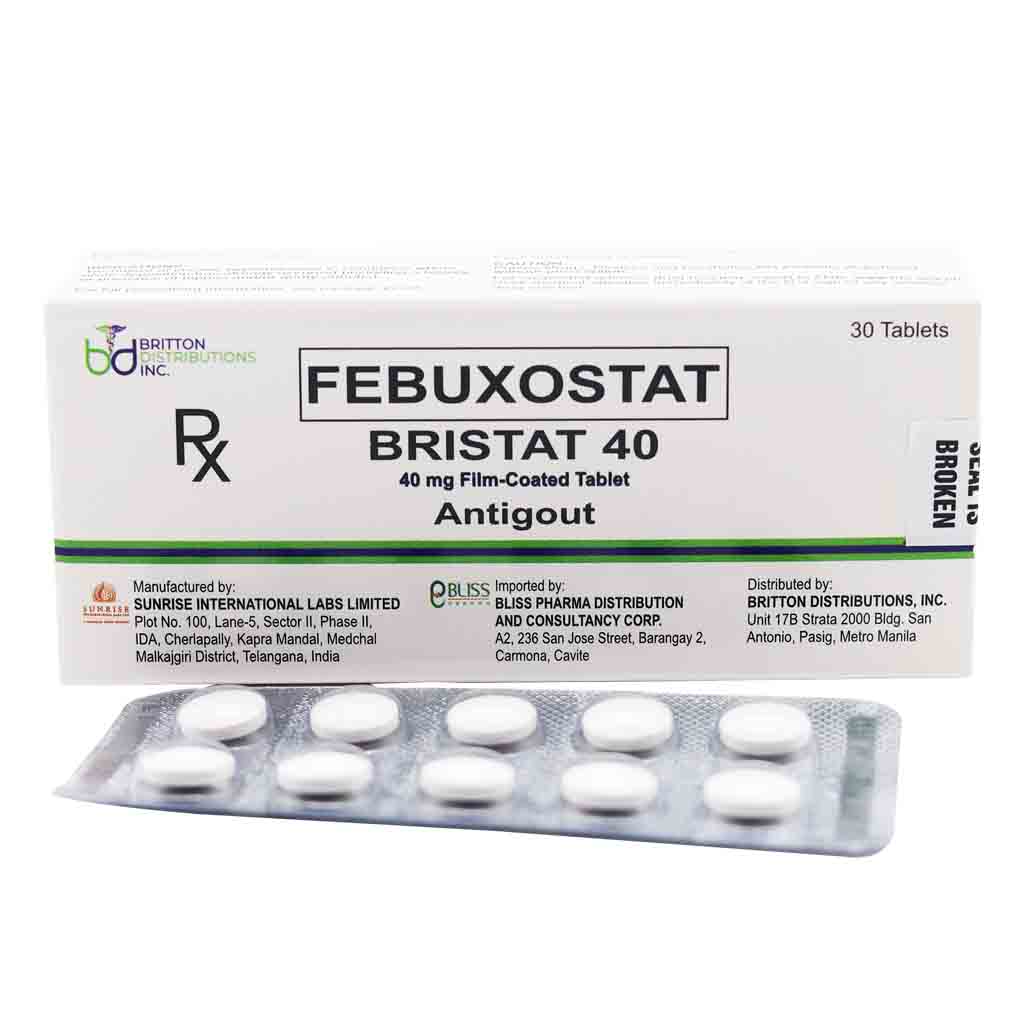 CAUTION
BRITTON
DISTRIBUTIONS
INC.
30 Tablets
Rx
FEBUXOSTAT
BRISTAT 40
40 mg Film-Coated Tablet
Antigout
SEAL IS
BROKEN
SUNRISE
Manufactured by:
SUNRISE INTERNATIONAL LABS LIMITED
Plot No. 100, Lane-5, Sector II, Phase II,
IDA, Cherlapally, Kapra Mandal, Medchal
Malkajgiri District, Telangana, India
BLISS
Imported by:
BLISS PHARMA DISTRIBUTION
AND CONSULTANCY CORP.
A2, 236 San Jose Street, Barangay 2,
Carmona, Cavite
Distributed by:
BRITTON DISTRIBUTIONS, INC.
Unit 17B Strata 2000 Bldg. San
Antonio, Pasig, Metro Manila